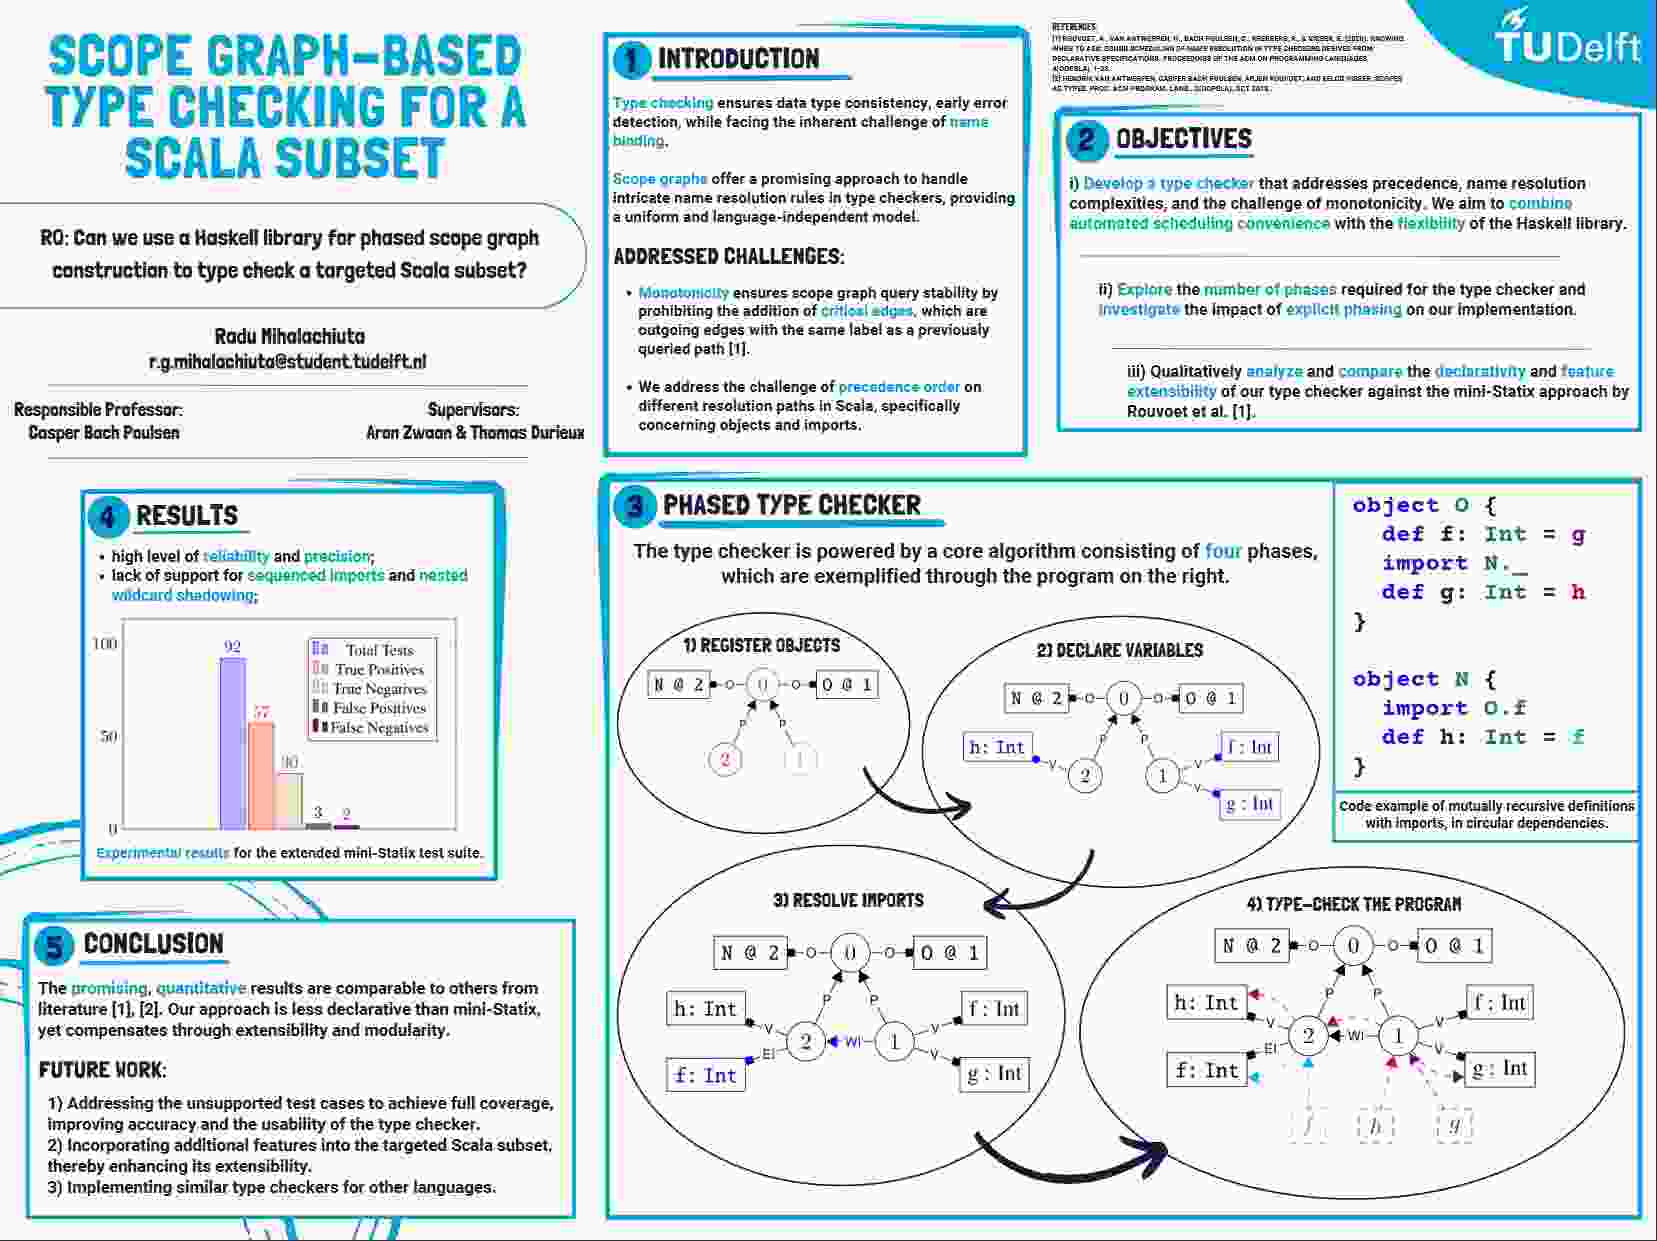 SCOPE GRAPH-BASED
TYPE CHECKING FOR A
SCALA SUBSET
RQ: Can we use a Haskell library for phased scope graph
construction to type check a targeted Scala subset?
Radu Mihalachiuta
r.g.mihalachiuta@student.tudelft.nl
Responsible Professor:
Casper Bach Poulsen
Supervisors:
Aron Zwaan & Thomas Durieux
1 INTRODUCTION
Type checking ensures data type consistency, early error
detection, while facing the inherent challenge of name
binding.
Scope graphs offer a promising approach to handle
intricate name resolution rules in type checkers, providing
a uniform and language-independent model.
ADDRESSED CHALLENGES:
• Monotonicity ensures scope graph query stability by
prohibiting the addition of critical edges, which are
outgoing edges with the same label as a previously
queried path [1].
• We address the challenge of precedence order on
different resolution paths in Scala, specifically
concerning objects and imports.
REFERENCES
[1] ROUVOET, A., VAN ANTWERPEN, H., BACH POULSEN, C., KREBBERS, R., & VISSER, E. (2020). KNOWING
WHEN TO ASK: SOUND SCHEDULING OF NAME RESOLUTION IN TYPE CHECKERS DERIVED FROM
DECLARATIVE SPECIFICATIONS. PROCEEDINGS OF THE ACM ON PROGRAMMING LANGUAGES,
4(OOPSLA), 1-28.
[2] HENDRIK VAN ANTWERPEN, CASPER BACH POULSEN, ARJEN ROUVOET, AND EELCO VISSER. SCOPES
AS TYPES. PROC. ACM PROGRAM. LANG., 2(OOPSLA), OCT 2018.
TU Delft
2 OBJECTIVES
i) Develop a type checker that addresses precedence, name resolution
complexities, and the challenge of monotonicity. We aim to combine
automated scheduling convenience with the flexibility of the Haskell library.
ii) Explore the number of phases required for the type checker and
investigate the impact of explicit phasing on our implementation.
iii) Qualitatively analyze and compare the declarativity and feature
extensibility of our type checker against the mini-Statix approach by
Rouvoet et al. [1].
3 PHASED TYPE CHECKER
The type checker is powered by a core algorithm consisting of four phases,
which are exemplified through the program on the right.
object O {
def f: Int = g
import N._
def g: Int = h
}
object N {
import O.f
def h: Int = f
}
Code example of mutually recursive definitions
with imports, in circular dependencies.
1) REGISTER OBJECTS
N @ 2 O 0 O O @ 1
P P
2 1
2) DECLARE VARIABLES
N @ 2 O 0 O O @ 1
P P
h: Int V 2 1 V f : Int
V g : Int
3) RESOLVE IMPORTS
N @ 2 O 0 O O @ 1
P P
h: Int V V f : Int
2 WI 1
f: Int EI V g : Int
4) TYPE-CHECK THE PROGRAM
N @ 2 O 0 O O @ 1
P P
h: Int V V f : Int
2 WI 1
f: Int EI V g : Int
f h g
4 RESULTS
• high level of reliability and precision;
• lack of support for sequenced imports and nested
wildcard shadowing;
100
50
0
92
57
30
3
2
Total Tests
True Positives
True Negatives
False Positives
False Negatives
Experimental results for the extended mini-Statix test suite.
5 CONCLUSION
The promising, quantitative results are comparable to others from
literature [1], [2]. Our approach is less declarative than mini-Statix,
yet compensates through extensibility and modularity.
FUTURE WORK:
1) Addressing the unsupported test cases to achieve full coverage,
improving accuracy and the usability of the type checker.
2) Incorporating additional features into the targeted Scala subset,
thereby enhancing its extensibility.
3) Implementing similar type checkers for other languages.